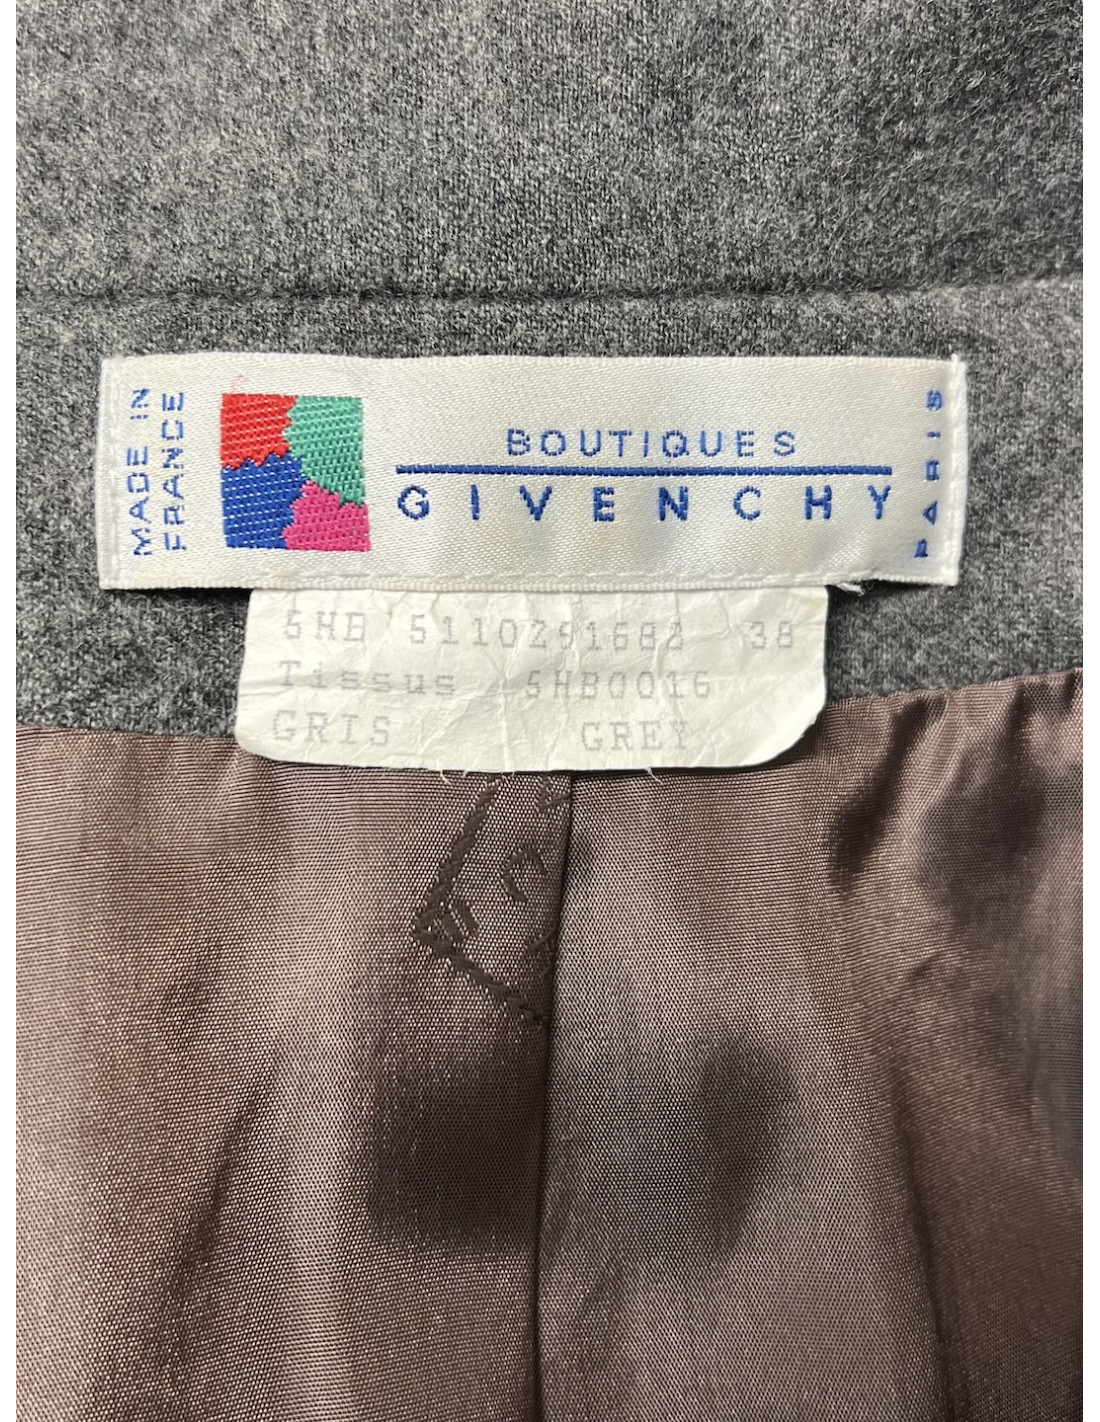 MADE IN
FRANCE
BOUTIQUES
GIVENCHY
PARIS
5HB 5110291682 38
Tissus 5HB0016
GRIS GREY